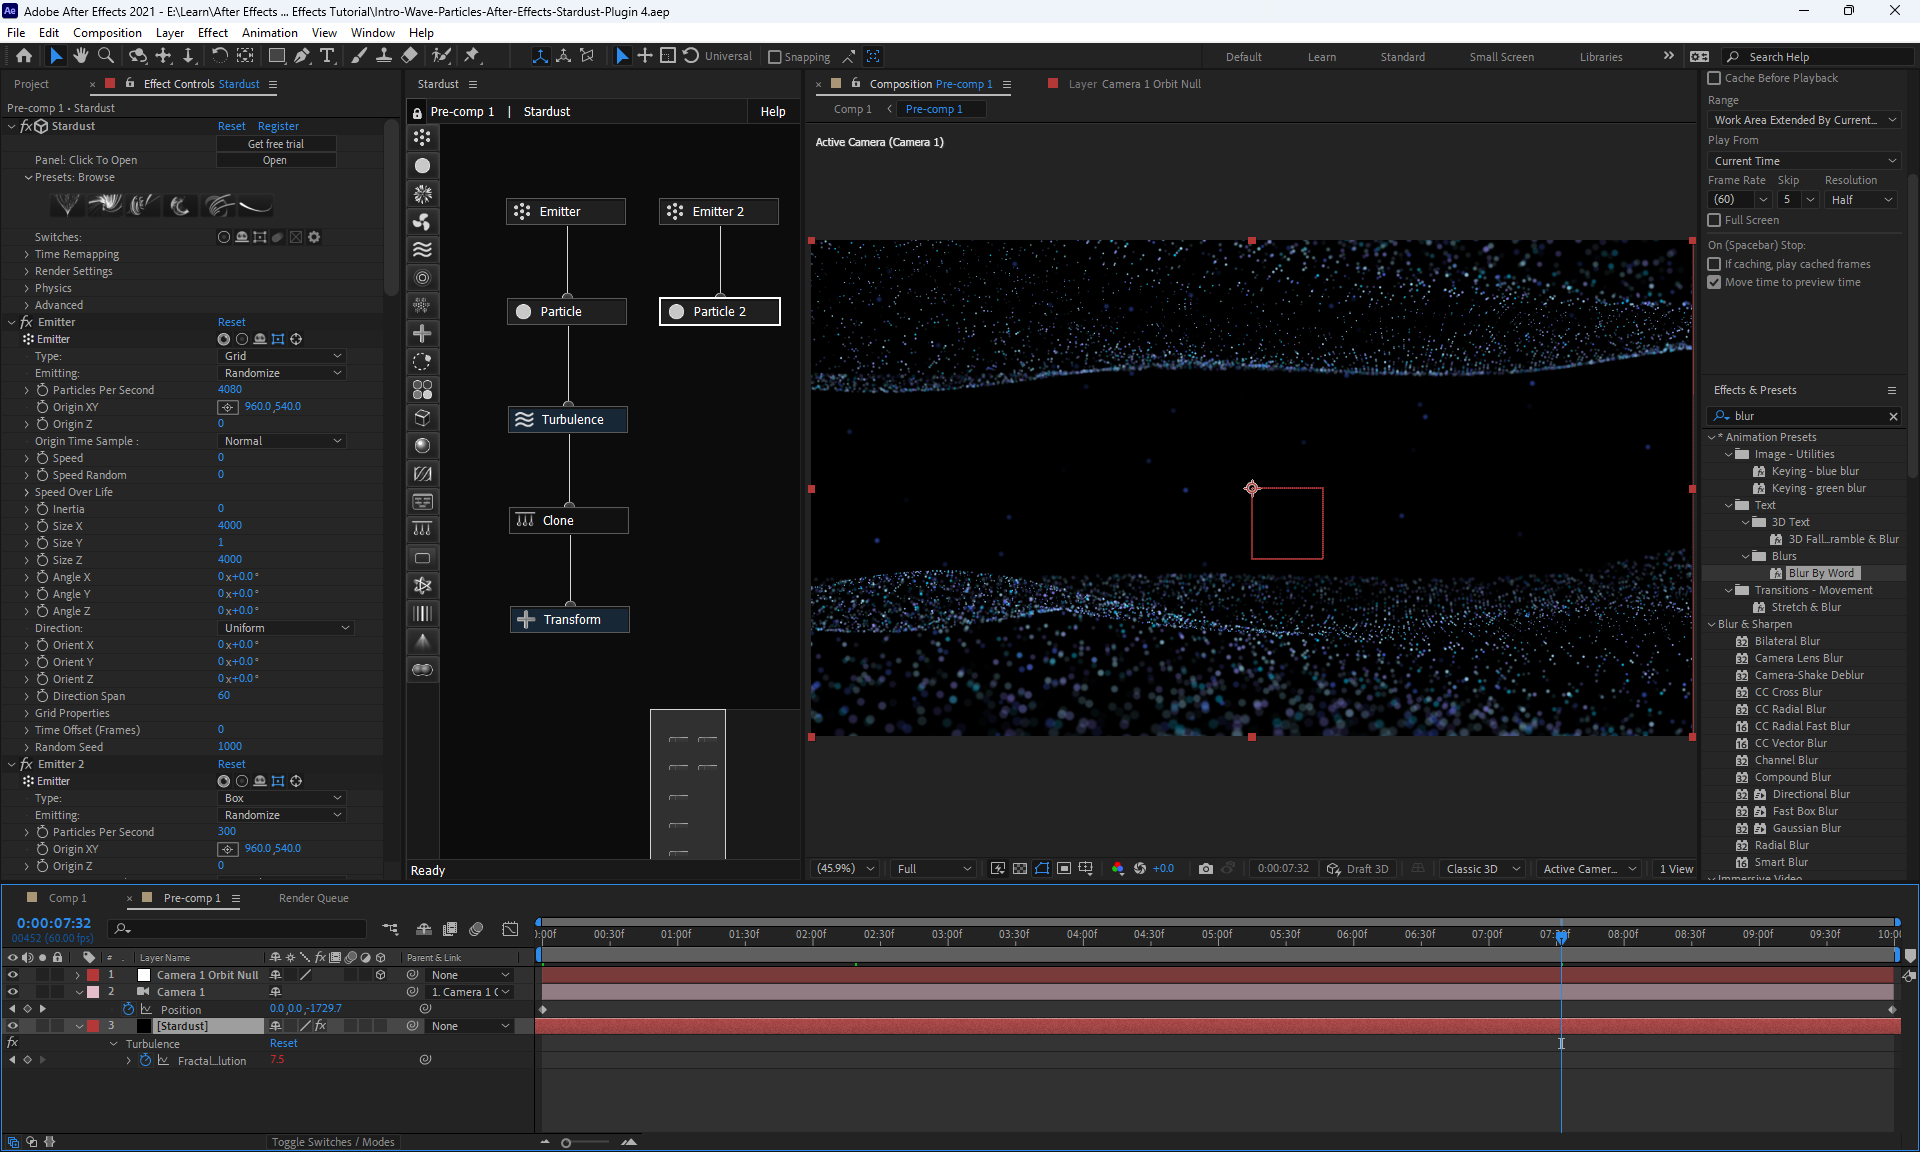 Adobe After Effects 2021 - E:\Learn\After Effects ... Effects Tutorial\Intro-Wave-Particles-After-Effects-Stardust-Plugin 4.aep
File Edit Composition Layer Effect Animation View Window Help
Universal Snapping Default Learn Standard Small Screen Libraries Search Help
Project Effect Controls Stardust
Pre-comp 1 • Stardust
Stardust Reset Register
Get free trial
Panel: Click To Open Open
Presets: Browse
Switches:
Time Remapping
Render Settings
Physics
Advanced
Emitter Reset
Emitter
Type: Grid
Emitting: Randomize
Particles Per Second 4080
Origin XY 960.0,540.0
Origin Z 0
Origin Time Sample : Normal
Speed 0
Speed Random 0
Speed Over Life
Inertia 0
Size X 4000
Size Y 1
Size Z 4000
Angle X 0x+0.0°
Angle Y 0x+0.0°
Angle Z 0x+0.0°
Direction: Uniform
Orient X 0x+0.0°
Orient Y 0x+0.0°
Orient Z 0x+0.0°
Direction Span 60
Grid Properties
Time Offset (Frames) 0
Random Seed 1000
Emitter 2 Reset
Emitter
Type: Box
Emitting: Randomize
Particles Per Second 300
Origin XY 960.0,540.0
Origin Z 0
Stardust
Pre-comp 1 | Stardust Help
Emitter Emitter 2
Particle Particle 2
Turbulence
Clone
Transform
Ready
Composition Pre-comp 1 Layer Camera 1 Orbit Null
Comp 1 < Pre-comp 1
Active Camera (Camera 1)
(45.9%) Full +0.0 0:00:07:32 Draft 3D Classic 3D Active Camer... 1 View
Cache Before Playback
Range
Work Area Extended By Current...
Play From
Current Time
Frame Rate Skip Resolution
(60) 5 Half
Full Screen
On (Spacebar) Stop:
If caching, play cached frames
Move time to preview time
Effects & Presets
blur
* Animation Presets
Image - Utilities
Keying - blue blur
Keying - green blur
Text
3D Text
3D Fall...ramble & Blur
Blurs
Blur By Word
Transitions - Movement
Stretch & Blur
Blur & Sharpen
Bilateral Blur
Camera Lens Blur
Camera-Shake Deblur
CC Cross Blur
CC Radial Blur
CC Radial Fast Blur
CC Vector Blur
Channel Blur
Compound Blur
Directional Blur
Fast Box Blur
Gaussian Blur
Radial Blur
Smart Blur
Immersive Video
Comp 1 Pre-comp 1 Render Queue
0:00:07:32
00452 (60.00 fps)
:00f 00:30f 01:00f 01:30f 02:00f 02:30f 03:00f 03:30f 04:00f 04:30f 05:00f 05:30f 06:00f 06:30f 07:00f 08:00f 08:30f 09:00f 09:30f
# Layer Name Parent & Link
1 Camera 1 Orbit Null None
2 Camera 1 1. Camera 1 (
Position 0.0,0.0,-1729.7
3 [Stardust] None
Turbulence Reset
Fractal...lution 7.5
Toggle Switches / Modes